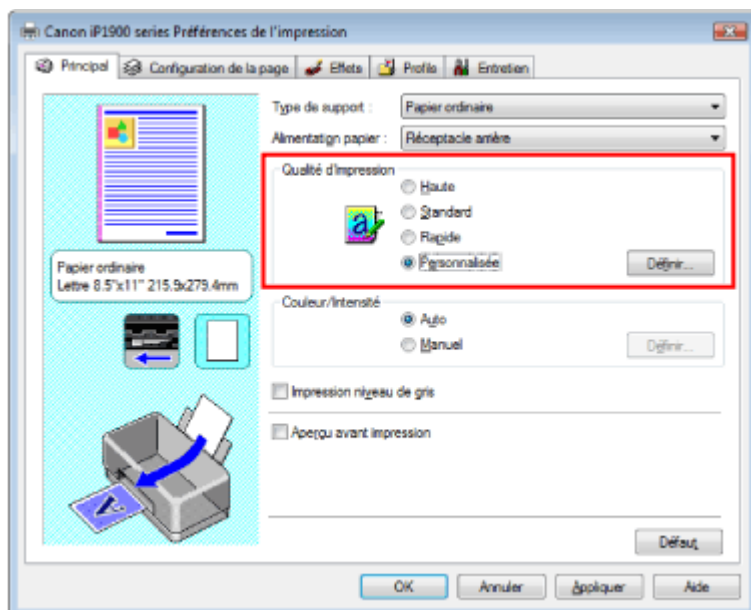 Canon iP1900 series Préférences de l'impression
Principal Configuration de la page Effets Profils Entretien
Type de support : Papier ordinaire
Alimentation papier : Réceptacle arrière
Qualité d'impression
Haute
Standard
a
Rapide
Personnalisée Définir...
Papier ordinaire
Lettre 8.5"x11" 215.9x279.4mm
Couleur/Intensité
Auto
Manuel Définir...
Impression niveau de gris
Aperçu avant impression
Défaut
OK Annuler Appliquer Aide